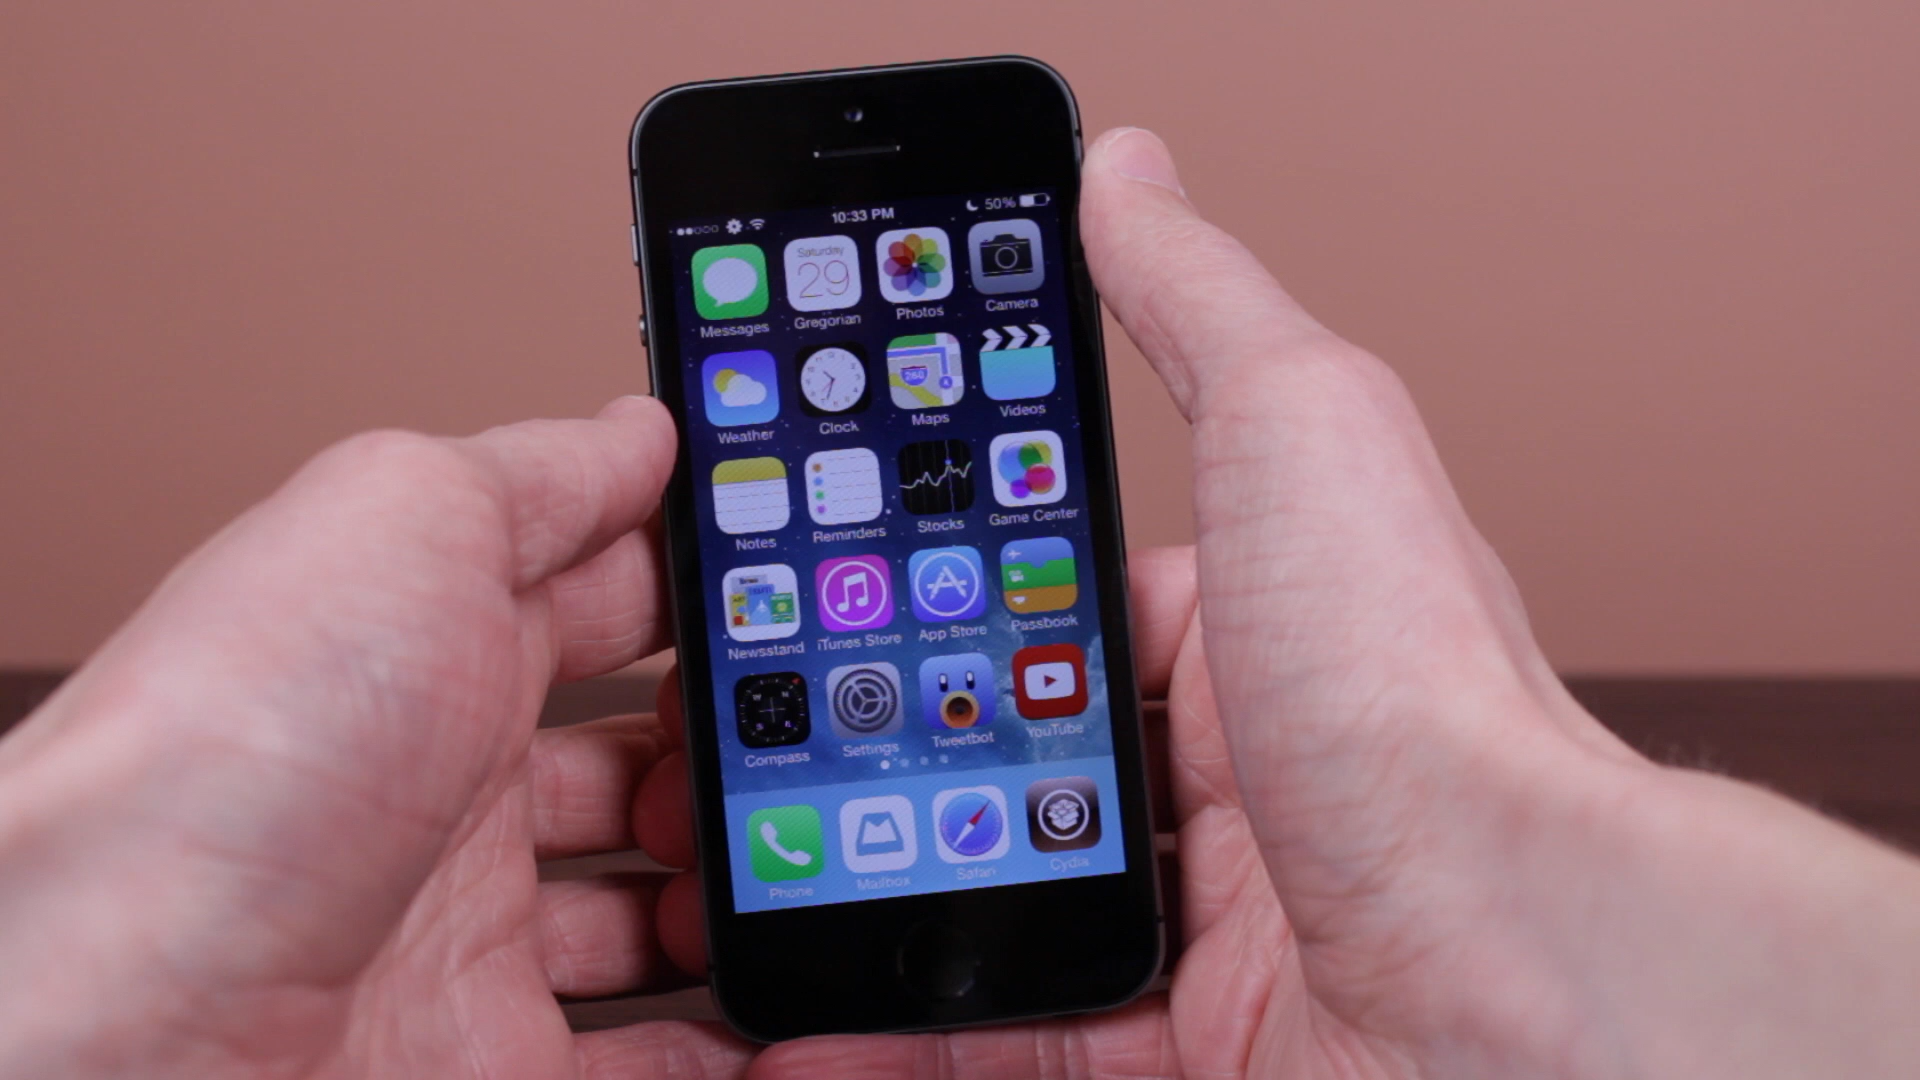 10:33 PM 50%
Saturday
29
Messages Gregorian Photos Camera
280
Weather Clock Maps Videos
Notes Reminders Stocks Game Center
Newsstand iTunes Store App Store Passbook
Compass Settings Tweetbot YouTube
Phone Mailbox Safari Cydia